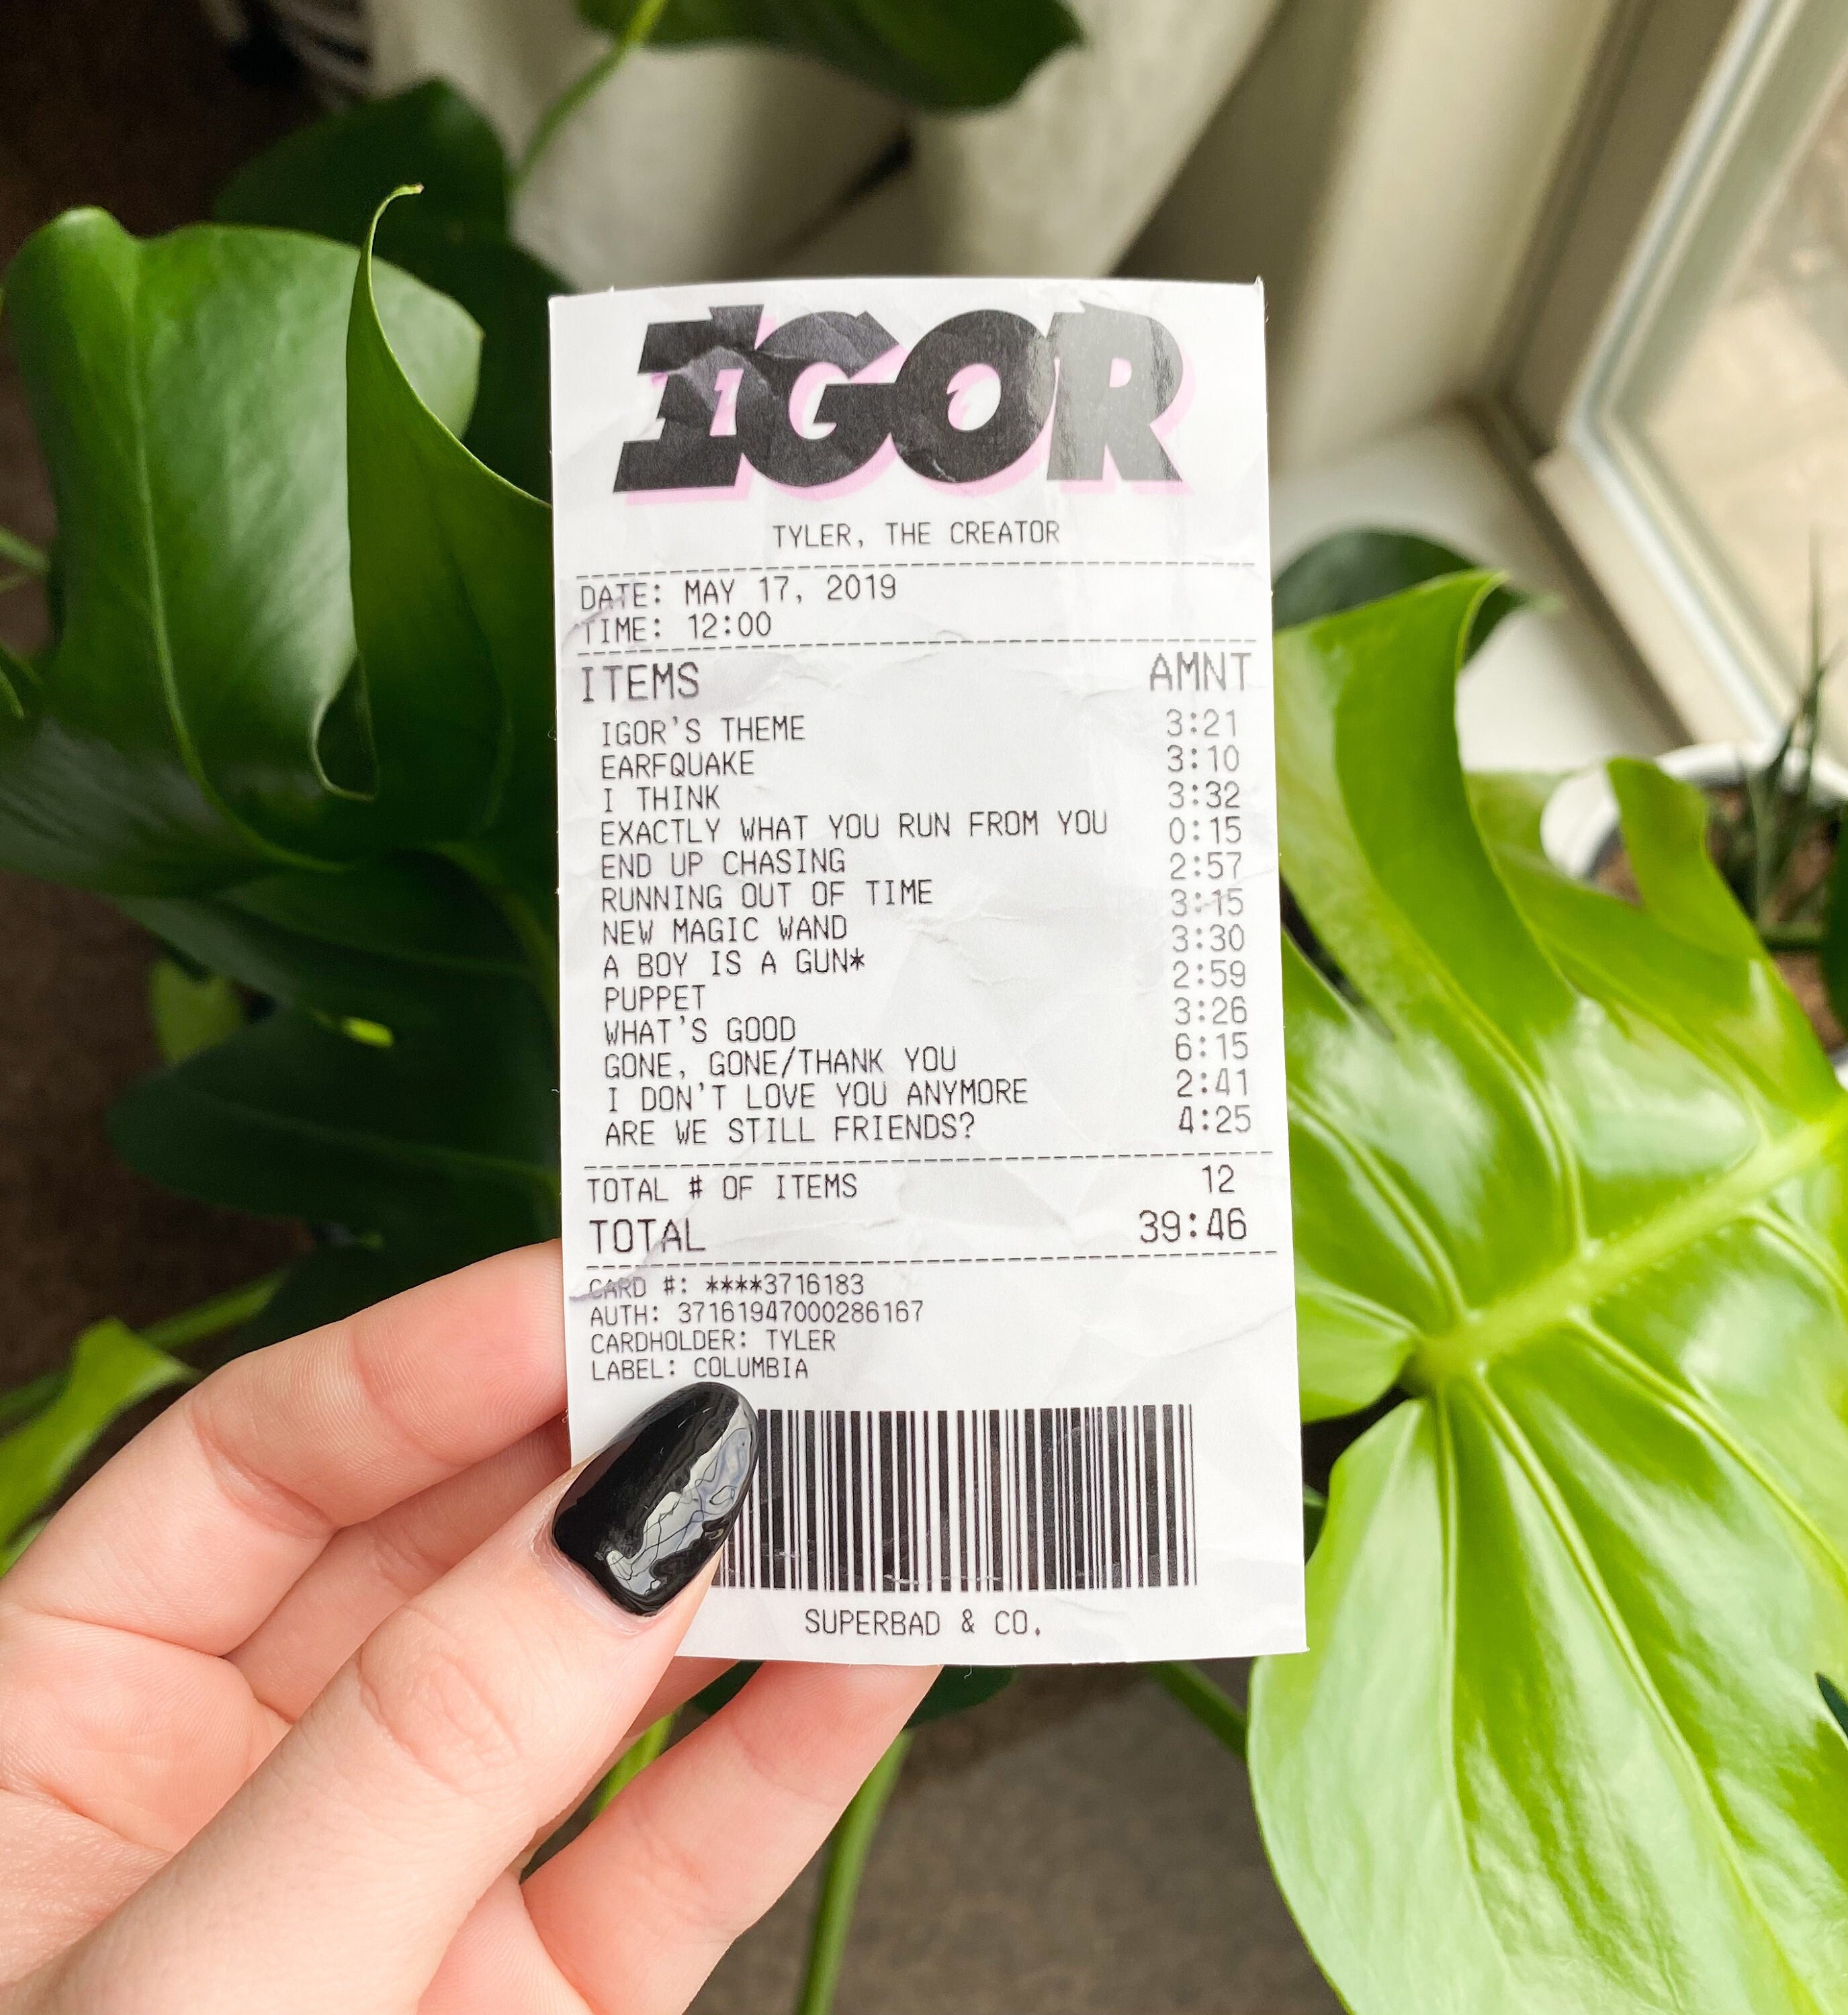 IGOR
TYLER, THE CREATOR
DATE: MAY 17, 2019
TIME: 12:00
ITEMS AMNT
IGOR'S THEME 3:21
EARFQUAKE 3:10
I THINK 3:32
EXACTLY WHAT YOU RUN FROM YOU 0:15
END UP CHASING 2:57
RUNNING OUT OF TIME 3:15
NEW MAGIC WAND 3:30
A BOY IS A GUN* 2:59
PUPPET 3:26
WHAT'S GOOD 6:15
GONE, GONE/THANK YOU 2:41
I DON'T LOVE YOU ANYMORE 4:25
ARE WE STILL FRIENDS?
TOTAL # OF ITEMS 12
TOTAL 39:46
CARD #: ****3716183
AUTH: 37161947000286167
CARDHOLDER: TYLER
LABEL: COLUMBIA
SUPERBAD & CO.